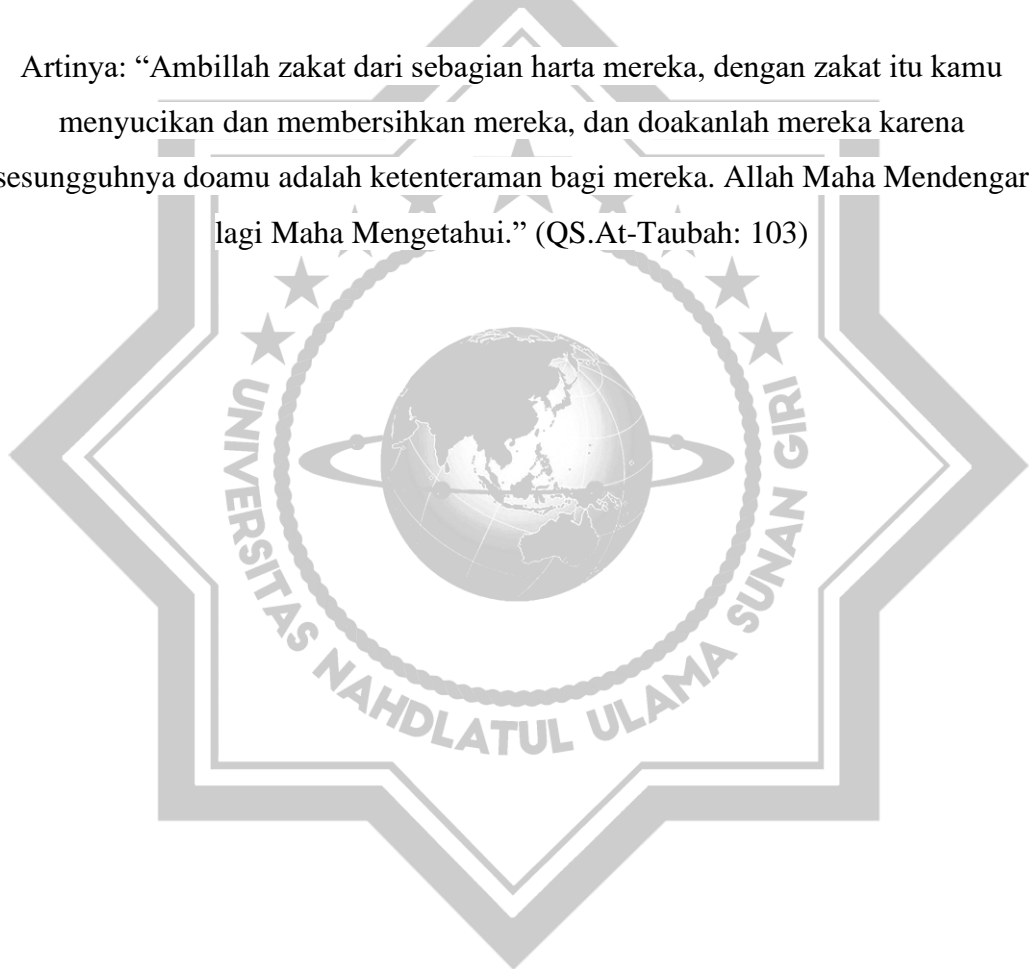 Artinya: “Ambillah zakat dari sebagian harta mereka, dengan zakat itu kamu
menyucikan dan membersihkan mereka, dan doakanlah mereka karena
sesungguhnya doamu adalah ketenteraman bagi mereka. Allah Maha Mendengar
lagi Maha Mengetahui.” (QS.At-Taubah: 103)
UNIVERSITAS NAHDLATUL ULAMA SUNAN GIRI